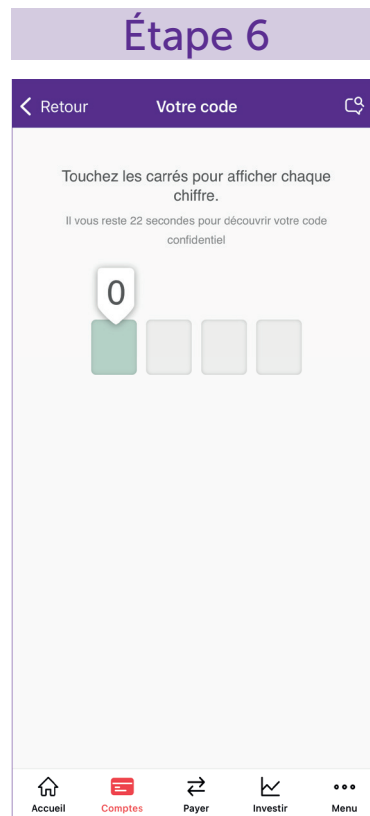 Étape 6
Retour Votre code
Touchez les carrés pour afficher chaque
chiffre.
Il vous reste 22 secondes pour découvrir votre code
confidentiel
0
Accueil Comptes Payer Investir Menu